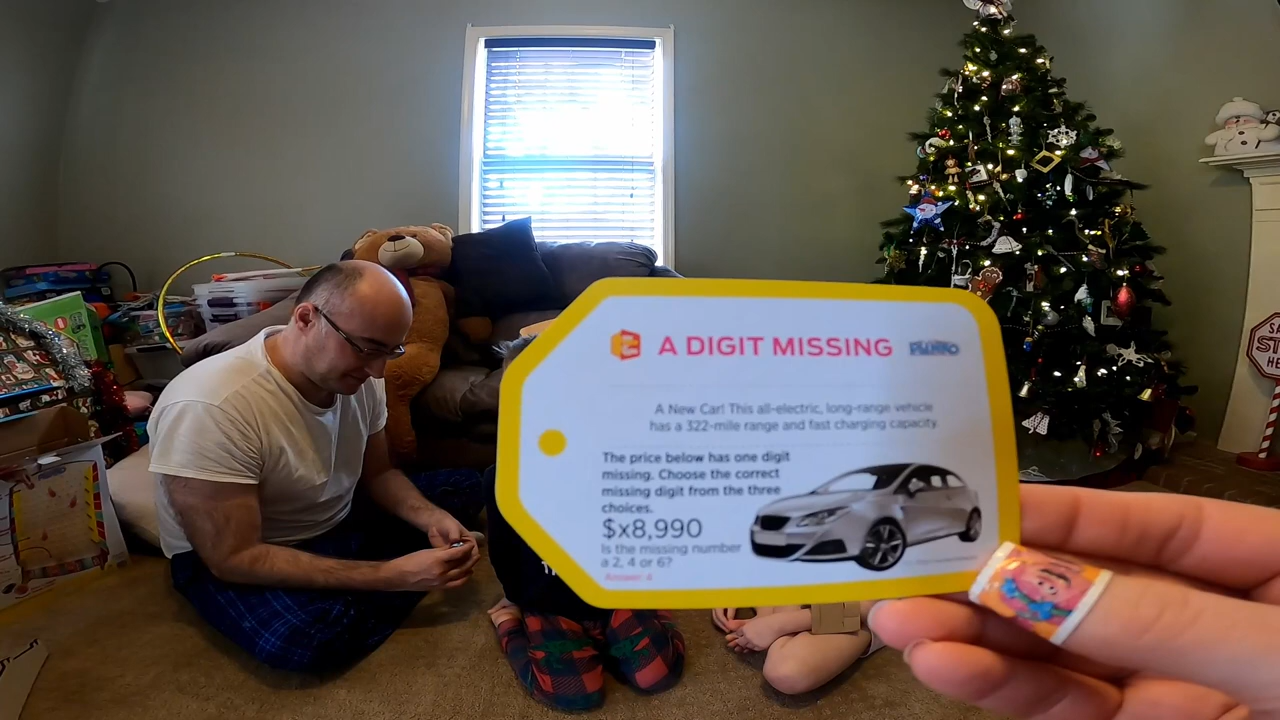 A DIGIT MISSING
PLINKO
A New Car! This all-electric, long-range vehicle
has a 322-mile range and fast charging capacity.
The price below has one digit
missing. Choose the correct
missing digit from the three
choices.
$x8,990
Is the missing number
a 2, 4 or 6?
Answer: 4